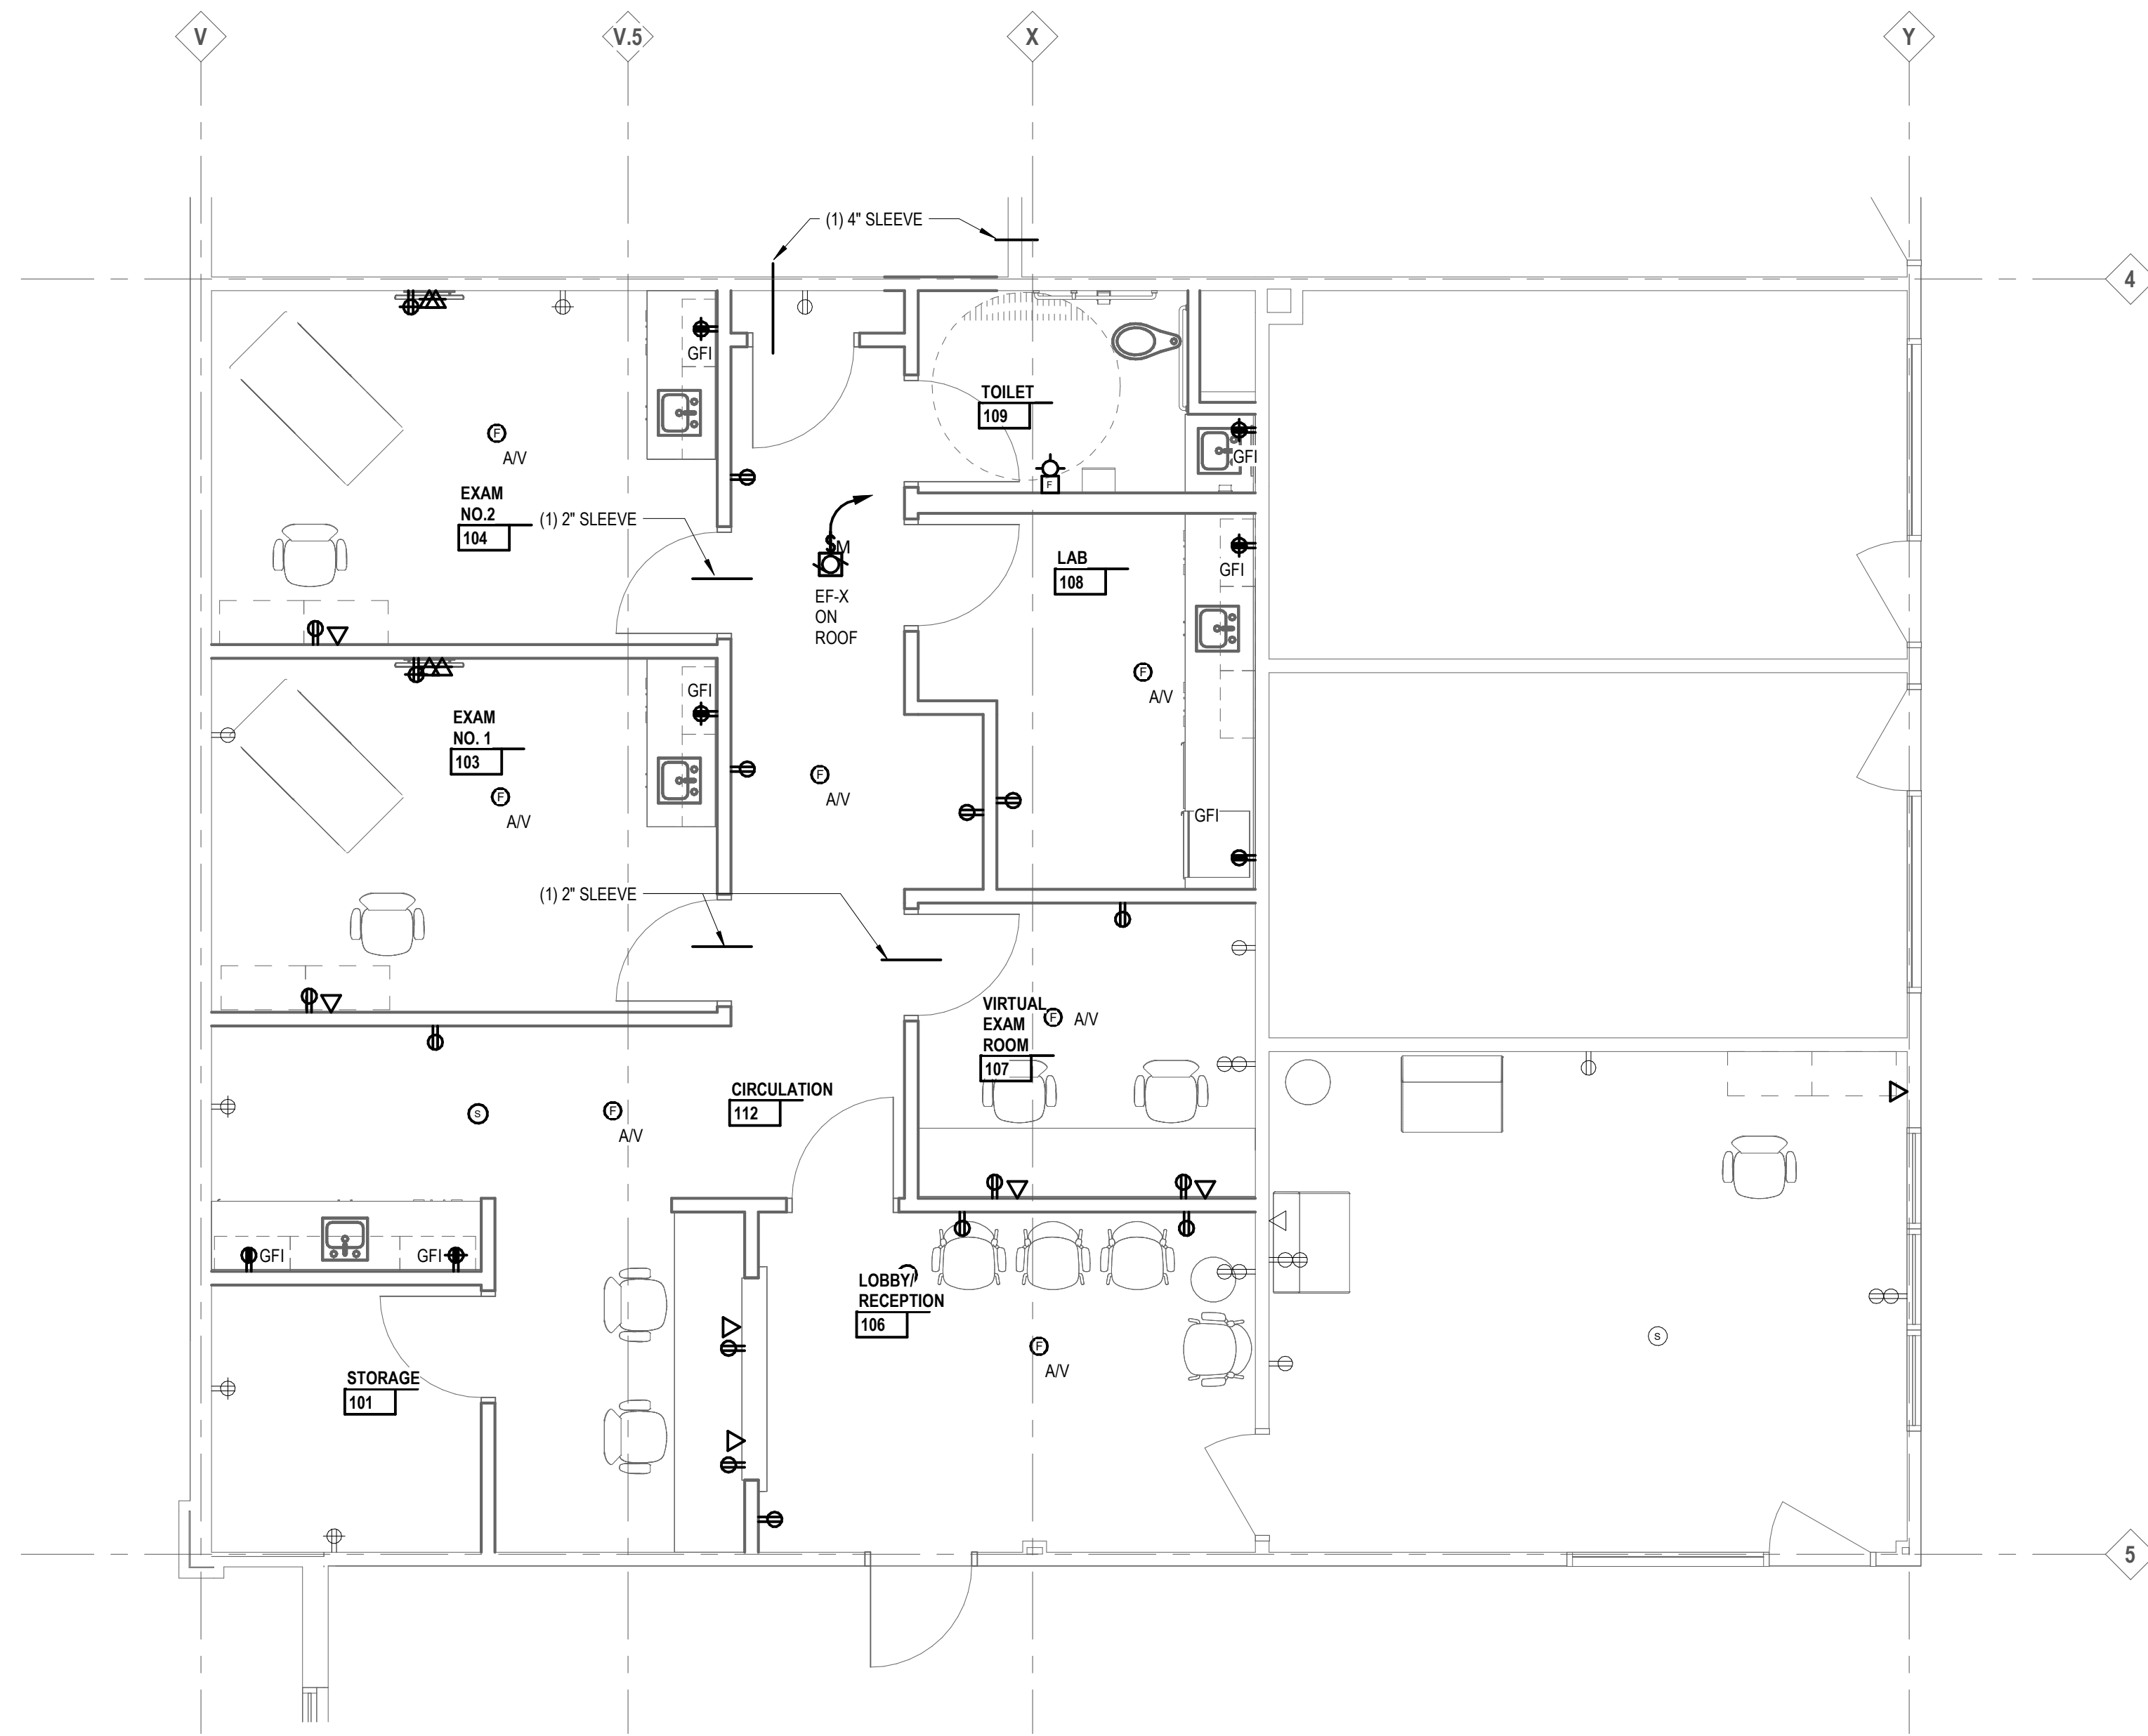 V
V.5
X
Y
(1) 4" SLEEVE
4
GFI
TOILET
109
A/V
F
GFI
EXAM
NO.2
104
(1) 2" SLEEVE
F
$M
LAB
108
GFI
EF-X
ON
ROOF
F
A/V
GFI
EXAM
NO. 1
103
F
A/V
F
A/V
GFI
(1) 2" SLEEVE
VIRTUAL
EXAM
ROOM
107
F
A/V
CIRCULATION
112
S
F
A/V
GFI
GFI
LOBBY/
RECEPTION
106
S
F
A/V
STORAGE
101
5